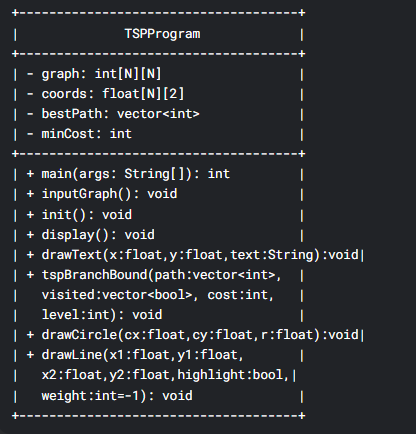 +-------------------------------------+
| TSPProgram |
+-------------------------------------+
| - graph: int[N][N]
| - coords: float[N][2] |
| - bestPath: vector<int> |
| - minCost: int |
+-------------------------------------+
| + main(args: String[]): int |
| + inputGraph(): void |
| + init(): void |
| + display(): void |
| + drawText(x:float,y:float,text:String):void|
| + tspBranchBound(path:vector<int>, |
| visited:vector<bool>, cost:int, |
| level:int): void |
| + drawCircle(cx:float,cy:float,r:float):void|
| + drawLine(x1:float,y1:float, |
| x2:float,y2:float,highlight:bool,|
| weight:int=-1): void |
+-------------------------------------+